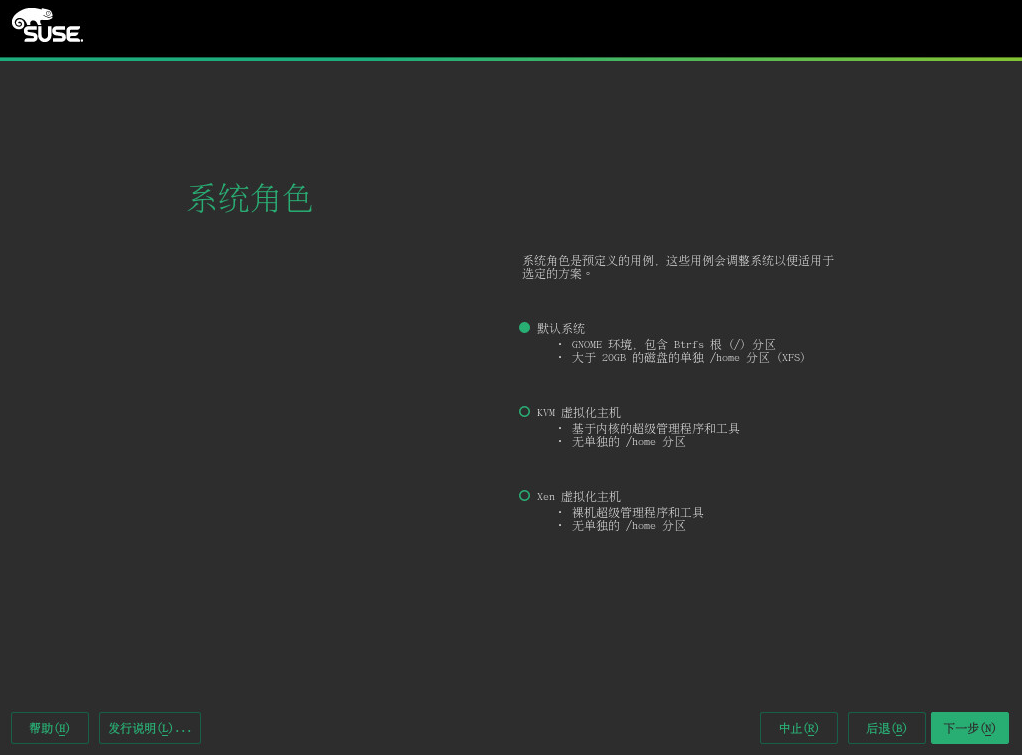 SUSE.
系统角色
系统角色是预定义的用例，这些用例会调整系统以便适用于
选定的方案。
默认系统
· GNOME 环境，包含 Btrfs 根 (/) 分区
· 大于 20GB 的磁盘的单独 /home 分区 (XFS)
KVM 虚拟化主机
· 基于内核的超级管理程序和工具
· 无单独的 /home 分区
Xen 虚拟化主机
· 裸机超级管理程序和工具
· 无单独的 /home 分区
帮助(H) 发行说明(L)... 中止(R) 后退(B) 下一步(N)